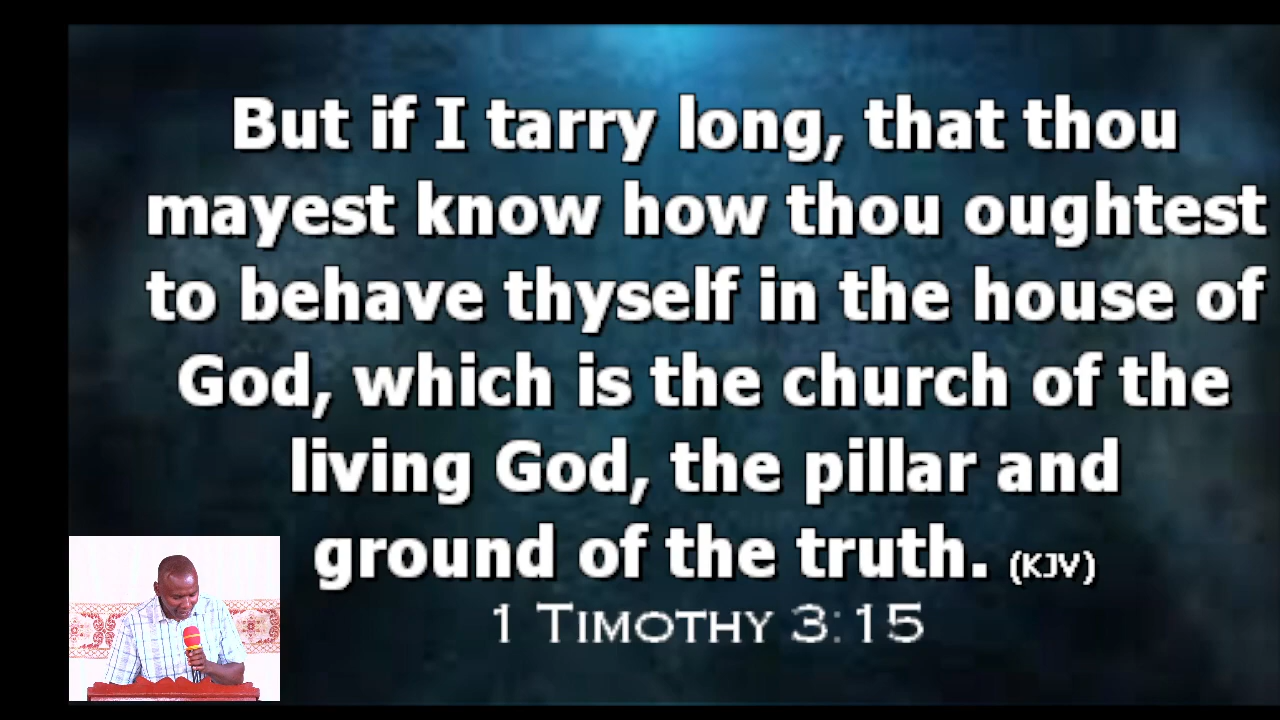 But if I tarry long, that thou
mayest know how thou oughtest
to behave thyself in the house of
God, which is the church of the
living God, the pillar and
ground of the truth. (KJV)
1 Timothy 3:15